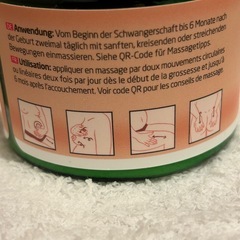 DE Anwendung: Vom Beginn der Schwangerschaft bis 6 Monate nach
der Geburt zweimal täglich mit sanften, kreisenden oder streichenden
Bewegungen einmassieren. Siehe QR-Code für Massagetipps.
FR Utilisation: appliquer en massage par doux mouvements circulaires
ou linéaires deux fois par jour dès le début de la grossesse et jusqu'à
6 mois après l'accouchement. Voir code QR pour les conseils de massage.